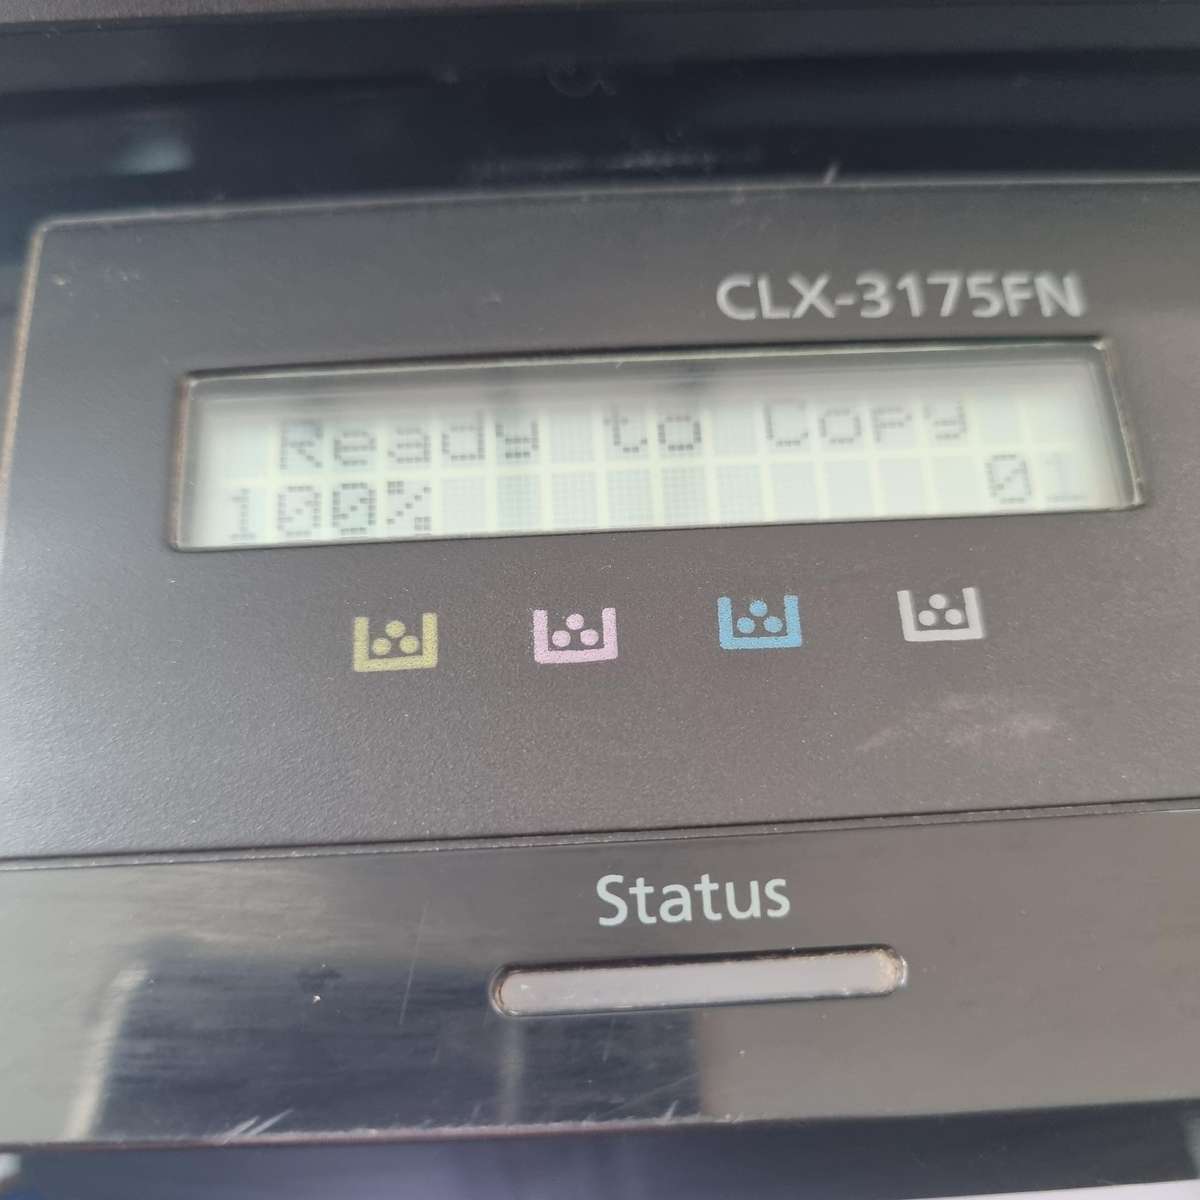 CLX-3175FN
Ready to Copy
100% 01
Status